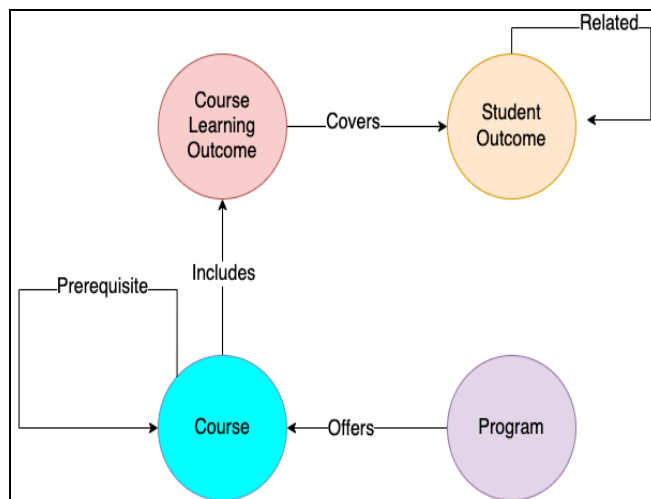 Related
Course
Learning
Outcome
Covers
Student
Outcome
Includes
Prerequisite
Course
Offers
Program